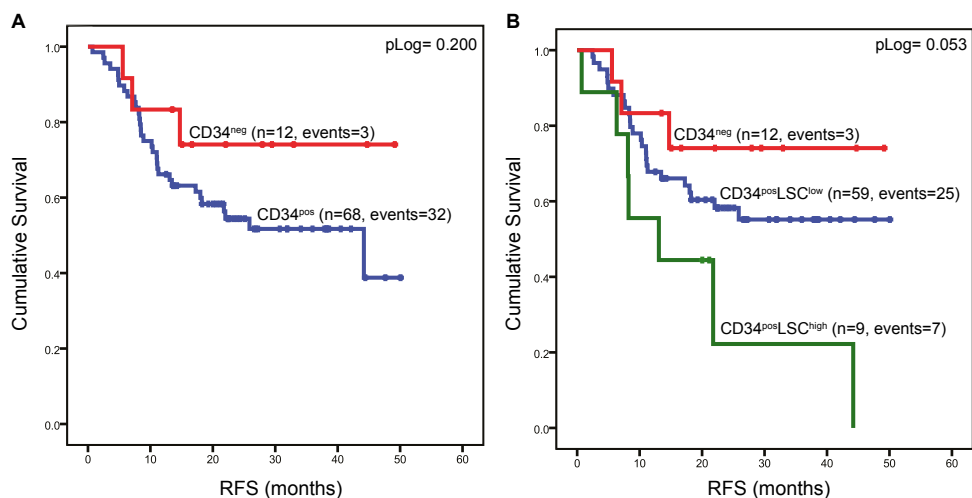 A
pLog= 0.200
Cumulative Survival
1.0
0.8
0.6
0.4
0.2
0.0
CD34neg (n=12, events=3)
CD34pos (n=68, events=32)
0 10 20 30 40 50 60
RFS (months)
B
pLog= 0.053
Cumulative Survival
1.0
0.8
0.6
0.4
0.2
0.0
CD34neg (n=12, events=3)
CD34posLSClow (n=59, events=25)
CD34posLSChigh (n=9, events=7)
0 10 20 30 40 50 60
RFS (months)